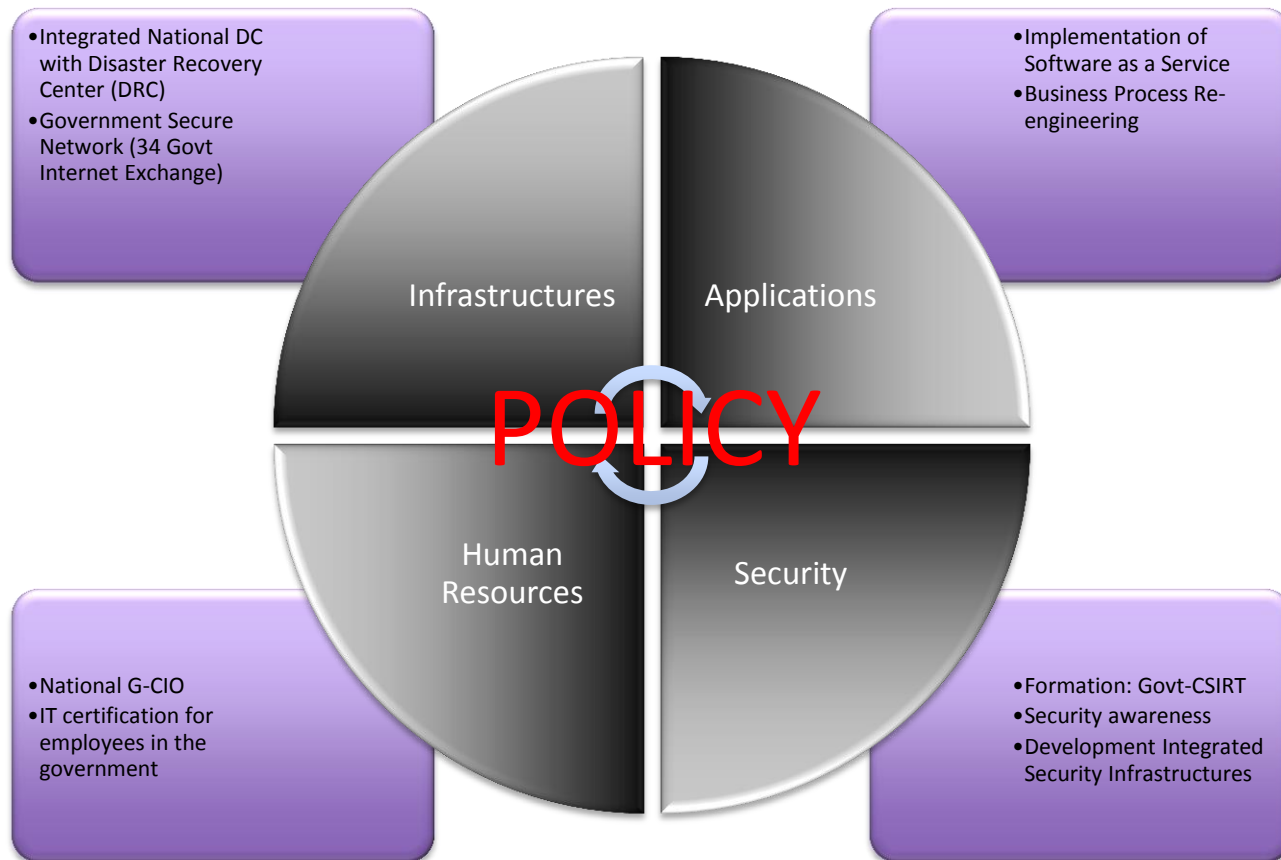 •Integrated National DC
with Disaster Recovery
Center (DRC)
•Government Secure
Network (34 Govt
Internet Exchange)
•Implementation of
Software as a Service
•Business Process Re-
engineering
Infrastructures
Applications
POLICY
Human
Resources
Security
•National G-CIO
•IT certification for
employees in the
government
•Formation: Govt-CSIRT
•Security awareness
•Development Integrated
Security Infrastructures